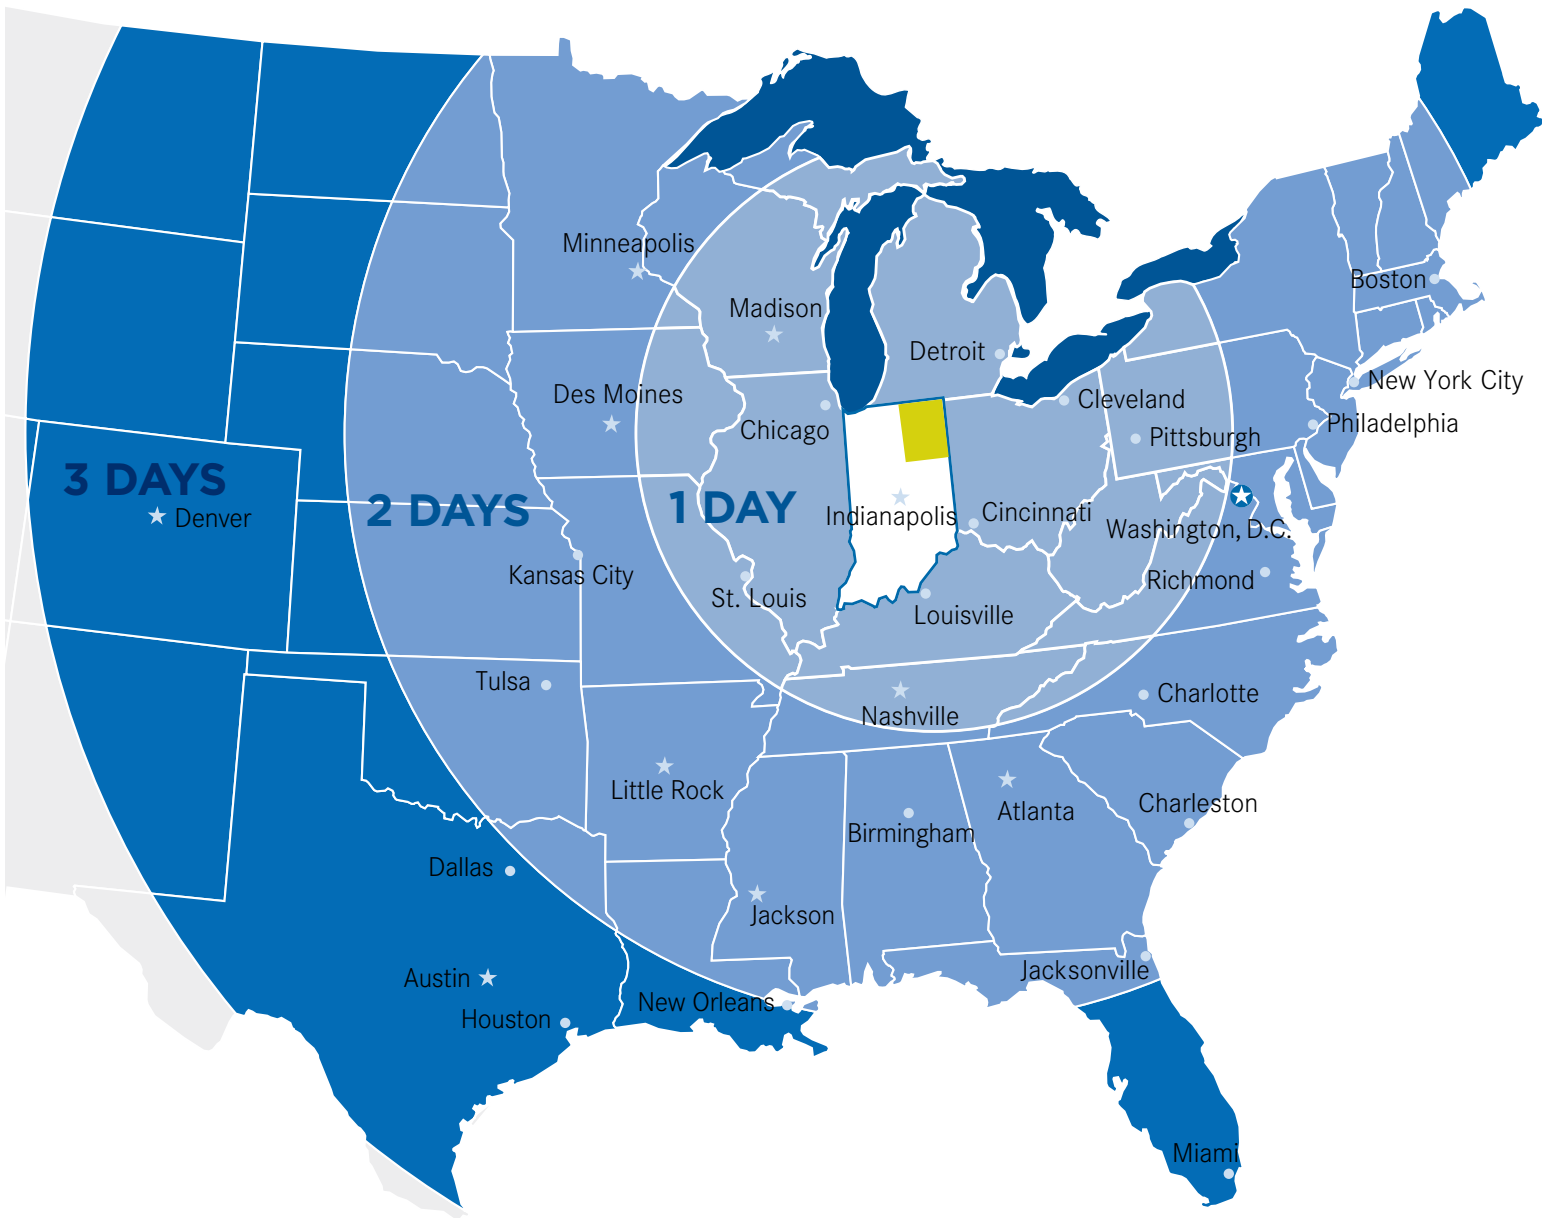 Minneapolis
Boston
Madison
Detroit
New York City
Des Moines
Cleveland
Chicago
Philadelphia
Pittsburgh
3 DAYS
2 DAYS
1 DAY
Denver
Indianapolis
Cincinnati
Washington, D.C.
Kansas City
Richmond
St. Louis
Louisville
Tulsa
Charlotte
Nashville
Little Rock
Charleston
Atlanta
Birmingham
Dallas
Jackson
Jacksonville
Austin
New Orleans
Houston
Miami